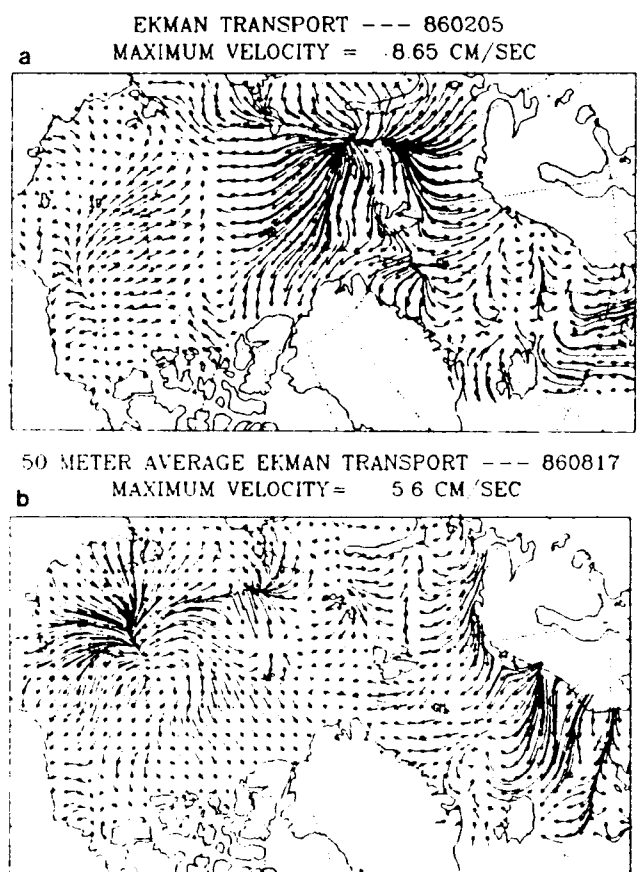 EKMAN TRANSPORT --- 860205
a
MAXIMUM VELOCITY = 8.65 CM/SEC
50 METER AVERAGE EKMAN TRANSPORT --- 860817
b
MAXIMUM VELOCITY= 5 6 CM/SEC